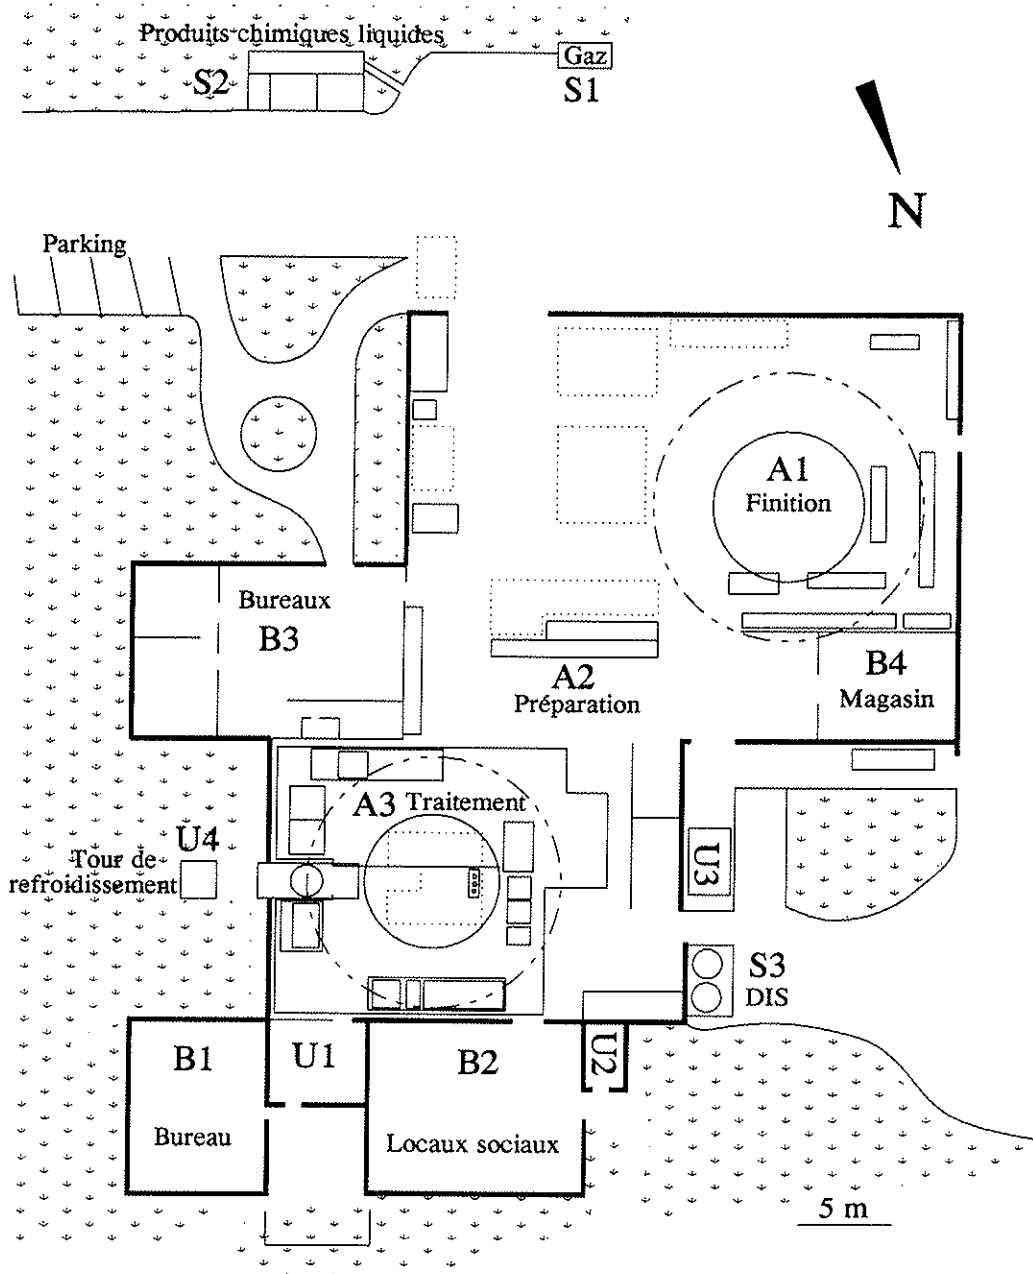 Produits chimiques liquides
S2
Gaz
S1
N
Parking
A1
Finition
Bureaux
B3
A2
Préparation
B4
Magasin
A3 Traitement
U4
Tour de
refroidissement
U3
S3
DIS
B1
U1
B2
U2
Bureau
Locaux sociaux
5 m